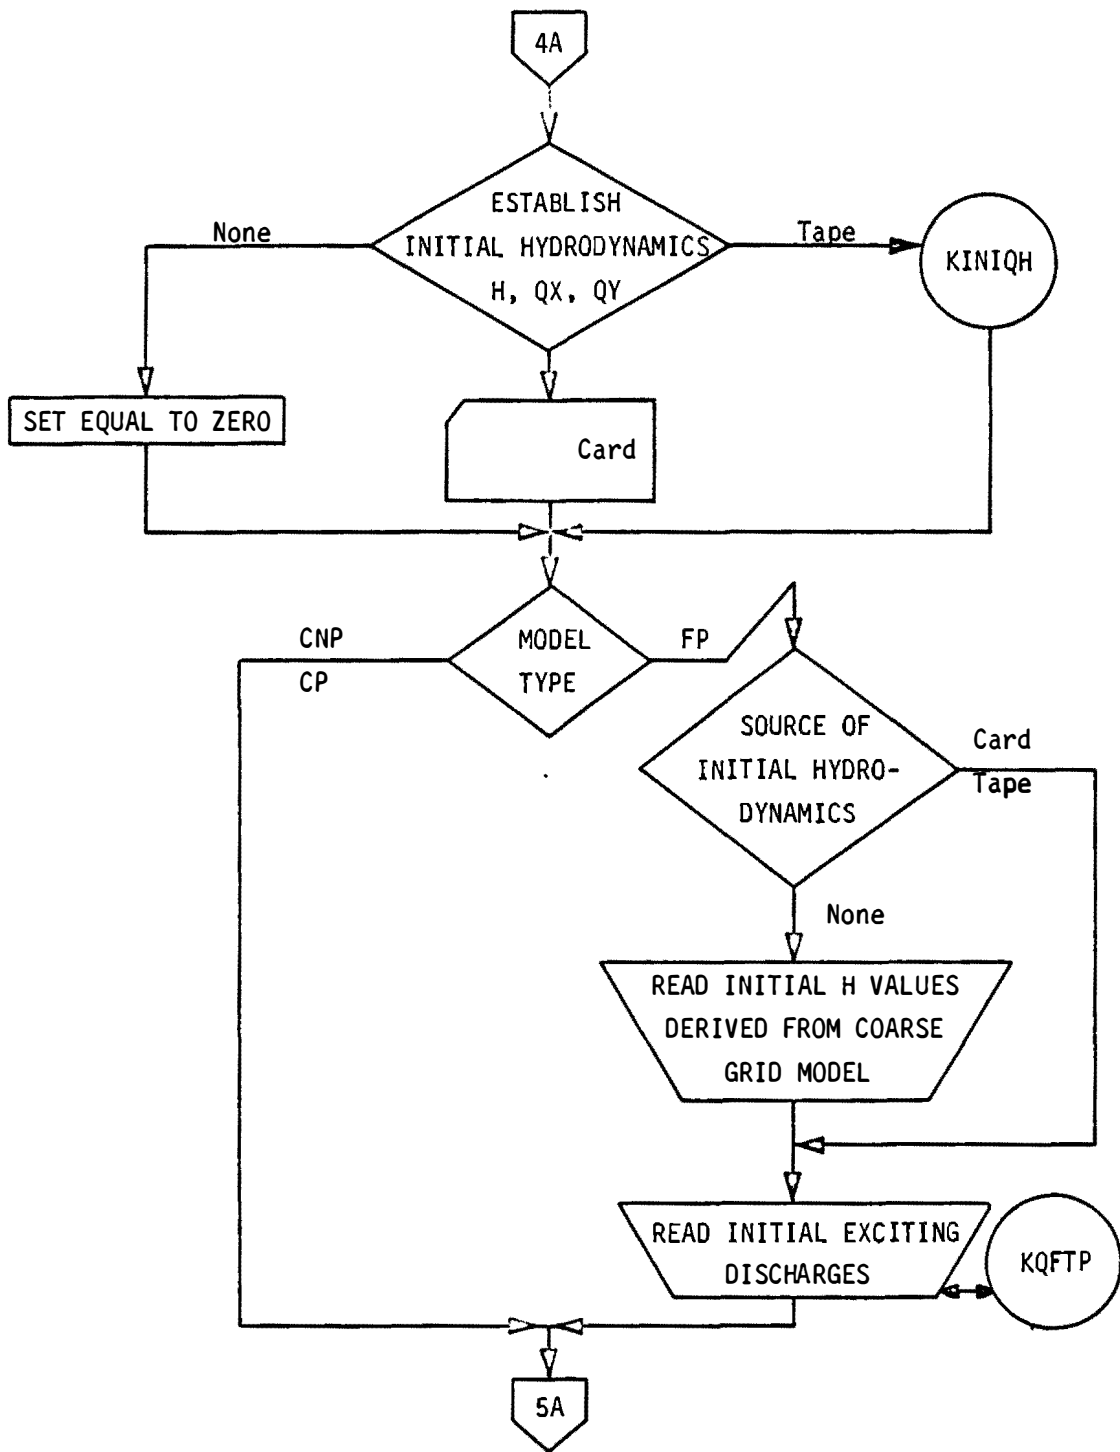 4A
ESTABLISH
INITIAL HYDRODYNAMICS
H, QX, QY
None
Tape
KINIQH
SET EQUAL TO ZERO
Card
MODEL
TYPE
CNP
CP
FP
SOURCE OF
INITIAL HYDRO-
DYNAMICS
Card
Tape
None
READ INITIAL H VALUES
DERIVED FROM COARSE
GRID MODEL
READ INITIAL EXCITING
DISCHARGES
KQFTP
5A